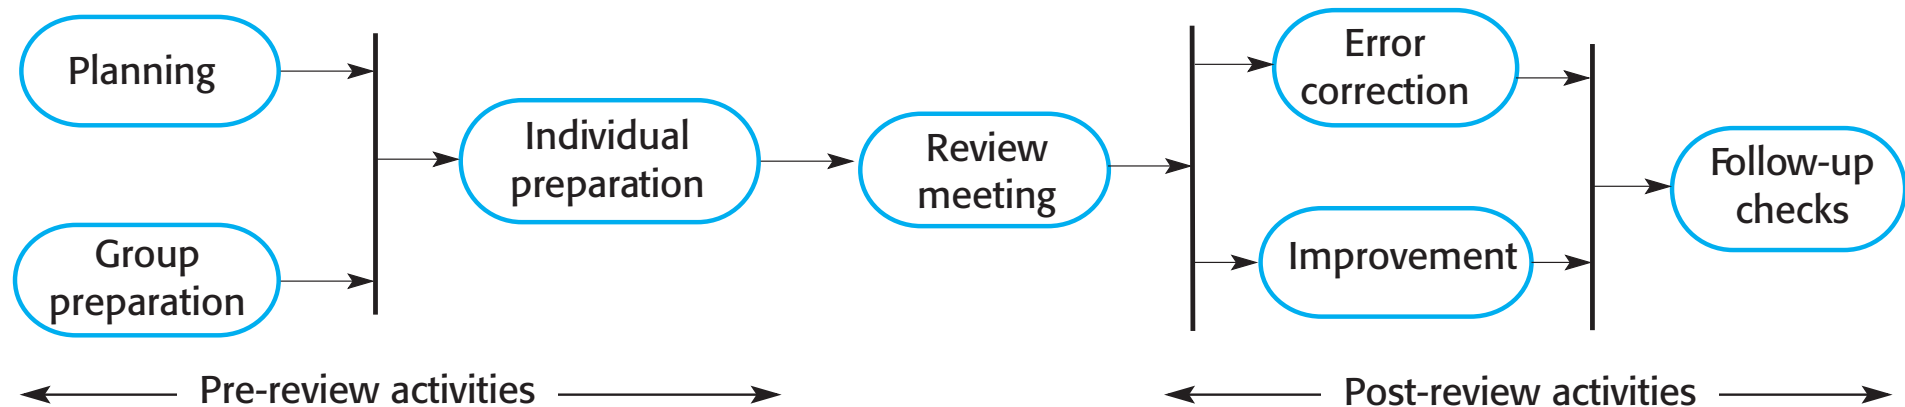 Planning
Group
preparation
Individual
preparation
Review
meeting
Error
correction
Improvement
Follow-up
checks
Pre-review activities
Post-review activities